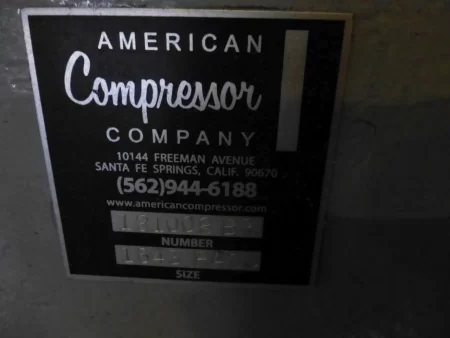 AMERICAN
Compressor
COMPANY
10144 FREEMAN AVENUE
SANTA FE SPRINGS, CALIF. 90670
(562)944-6188
www.americancompressor.com
NUMBER
SIZE